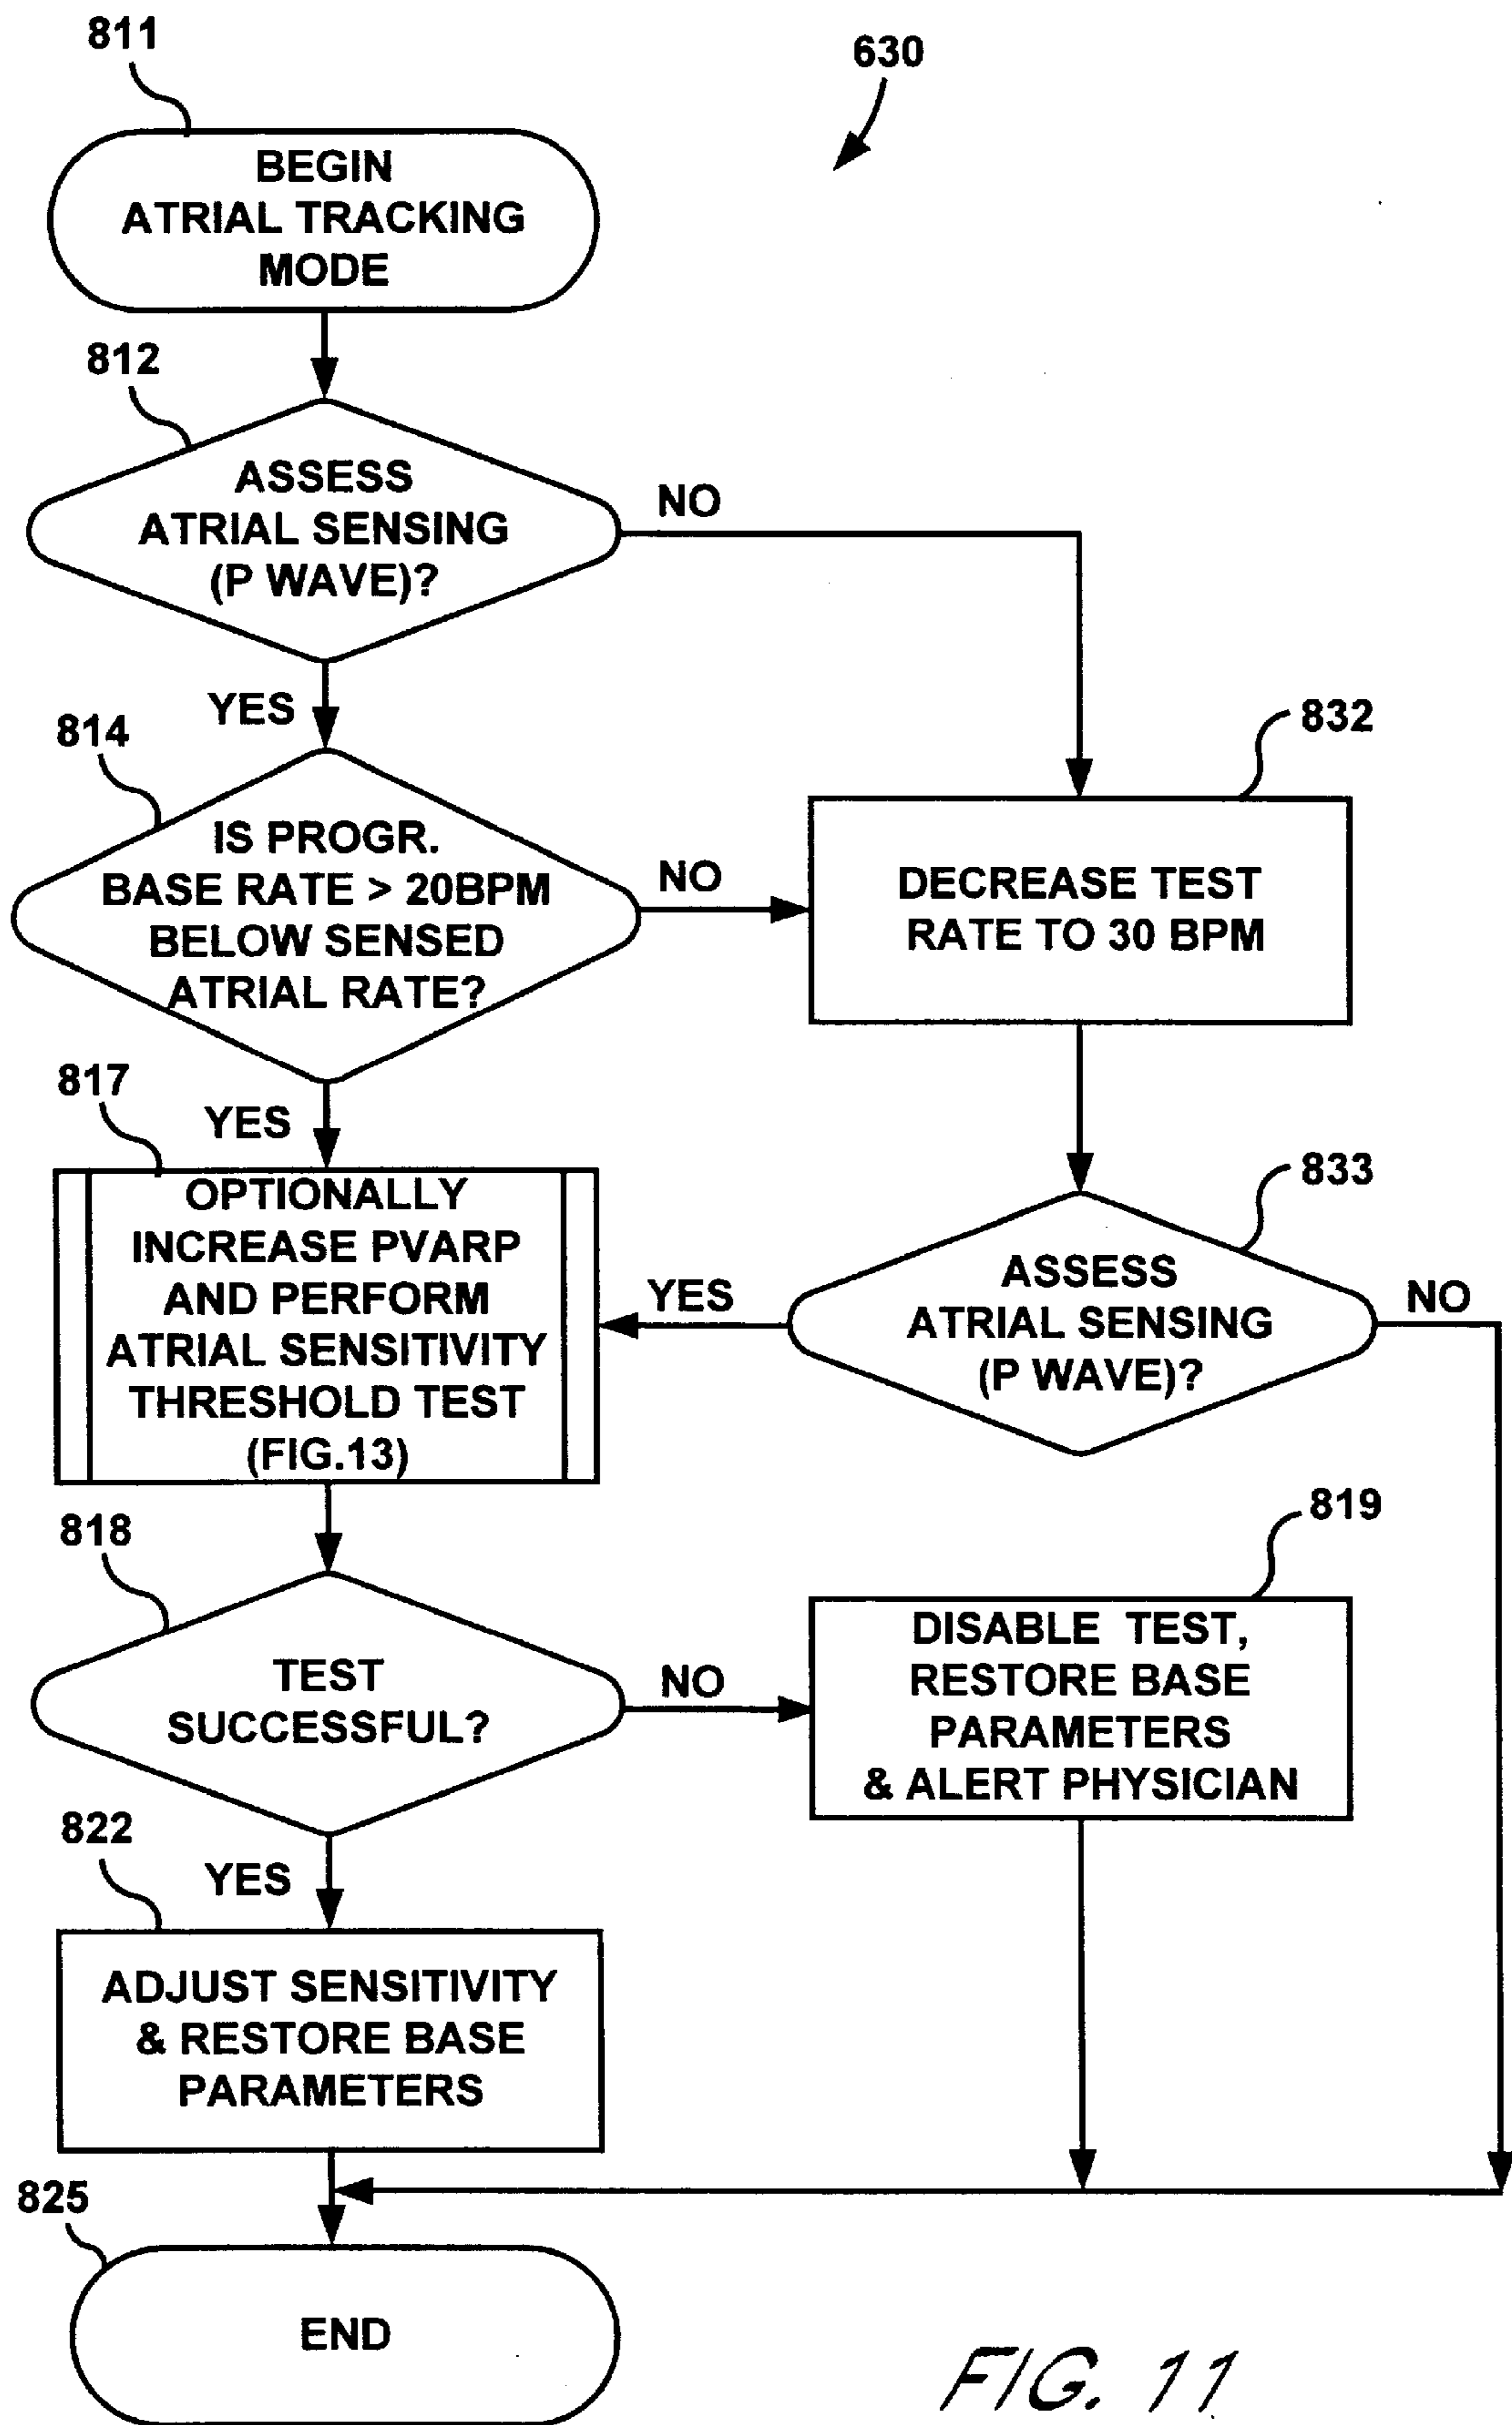 811
630
BEGIN
ATRIAL TRACKING
MODE
812
ASSESS
ATRIAL SENSING
(P WAVE)?
NO
YES
814
IS PROGR.
BASE RATE > 20BPM
BELOW SENSED
ATRIAL RATE?
NO
832
DECREASE TEST
RATE TO 30 BPM
YES
817
OPTIONALLY
INCREASE PVARP
AND PERFORM
ATRIAL SENSITIVITY
THRESHOLD TEST
(FIG.13)
833
ASSESS
ATRIAL SENSING
(P WAVE)?
YES
NO
818
TEST
SUCCESSFUL?
NO
819
DISABLE TEST,
RESTORE BASE
PARAMETERS
& ALERT PHYSICIAN
YES
822
ADJUST SENSITIVITY
& RESTORE BASE
PARAMETERS
825
END
FIG. 11